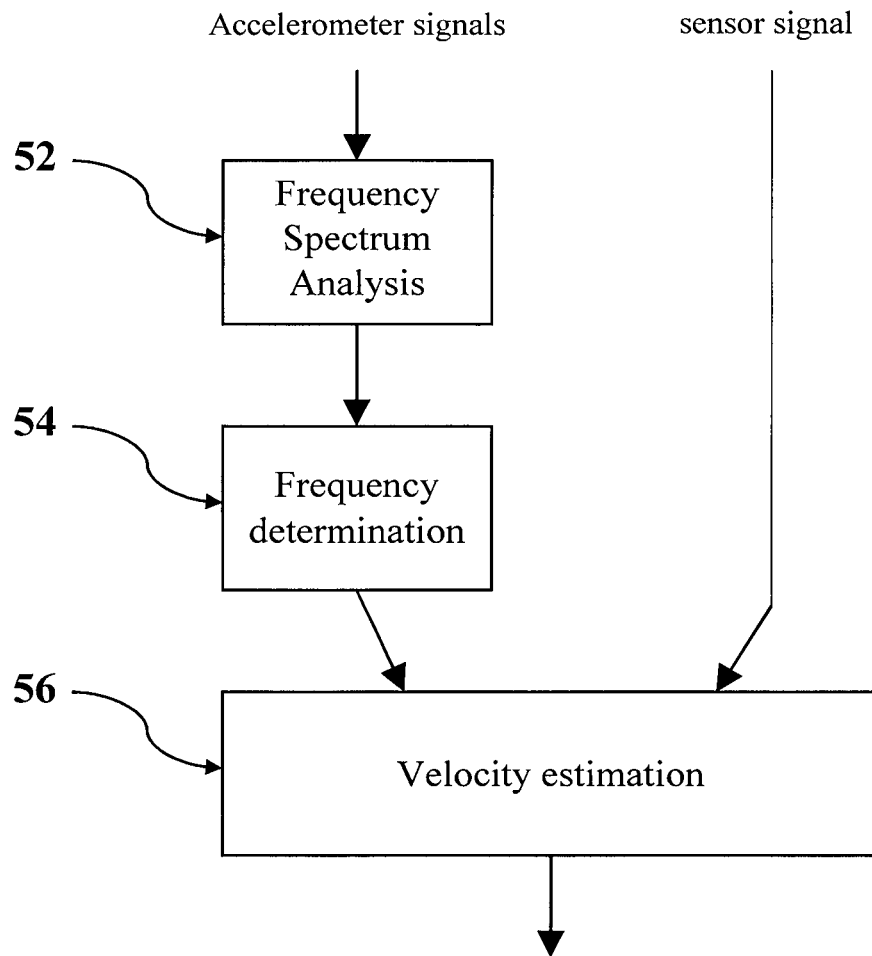 Accelerometer signals
sensor signal
52
Frequency
Spectrum
Analysis
54
Frequency
determination
56
Velocity estimation